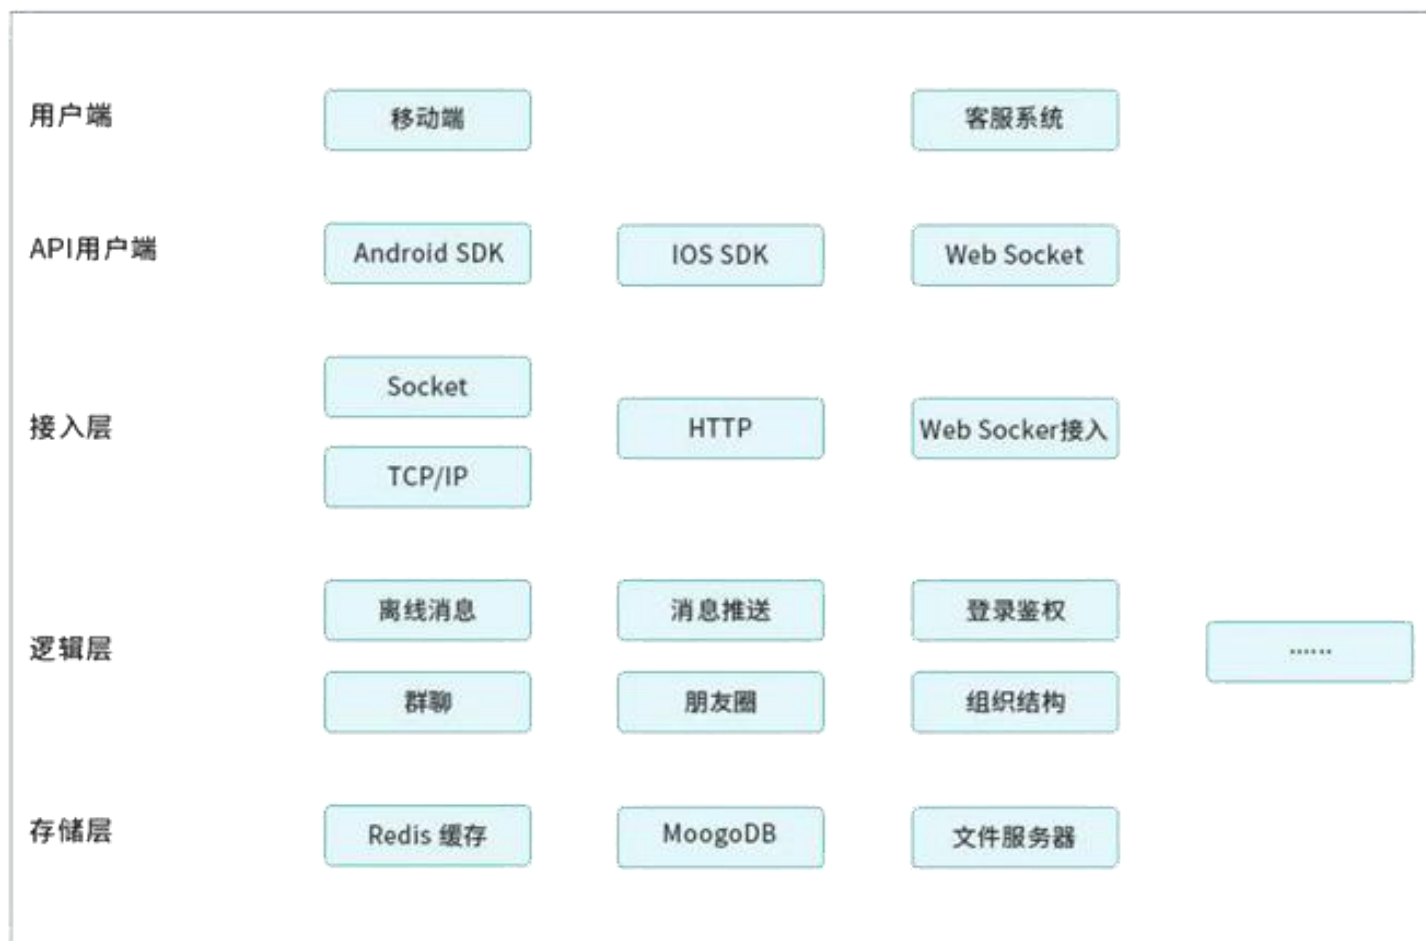 用户端
移动端
客服系统
API用户端
Android SDK
IOS SDK
Web Socket
接入层
Socket
TCP/IP
HTTP
Web Socker接入
逻辑层
离线消息
消息推送
登录鉴权
群聊
朋友圈
组织结构
......
存储层
Redis 缓存
MoogoDB
文件服务器